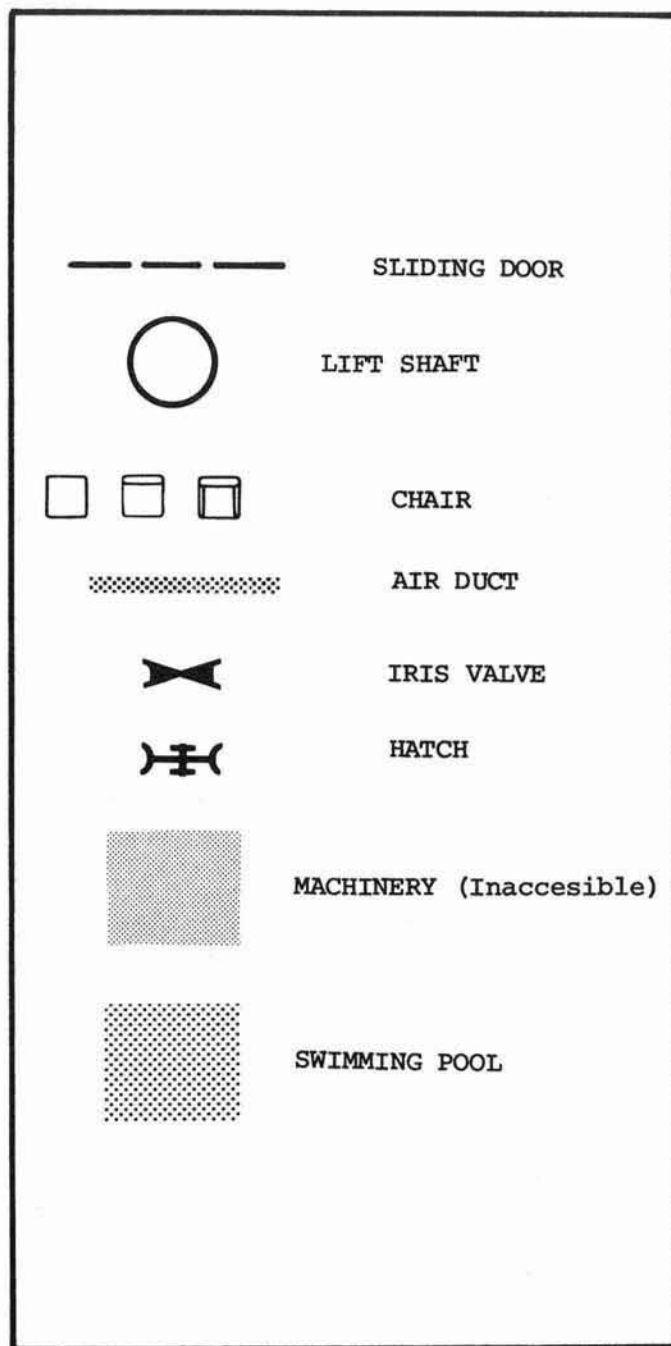 SLIDING DOOR
LIFT SHAFT
CHAIR
AIR DUCT
IRIS VALVE
HATCH
MACHINERY (Inaccesible)
SWIMMING POOL